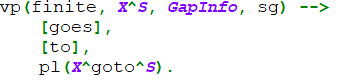 vp(finite, X^S, GapInfo, sg) -->
[goes],
[to],
pl(X^goto^S).